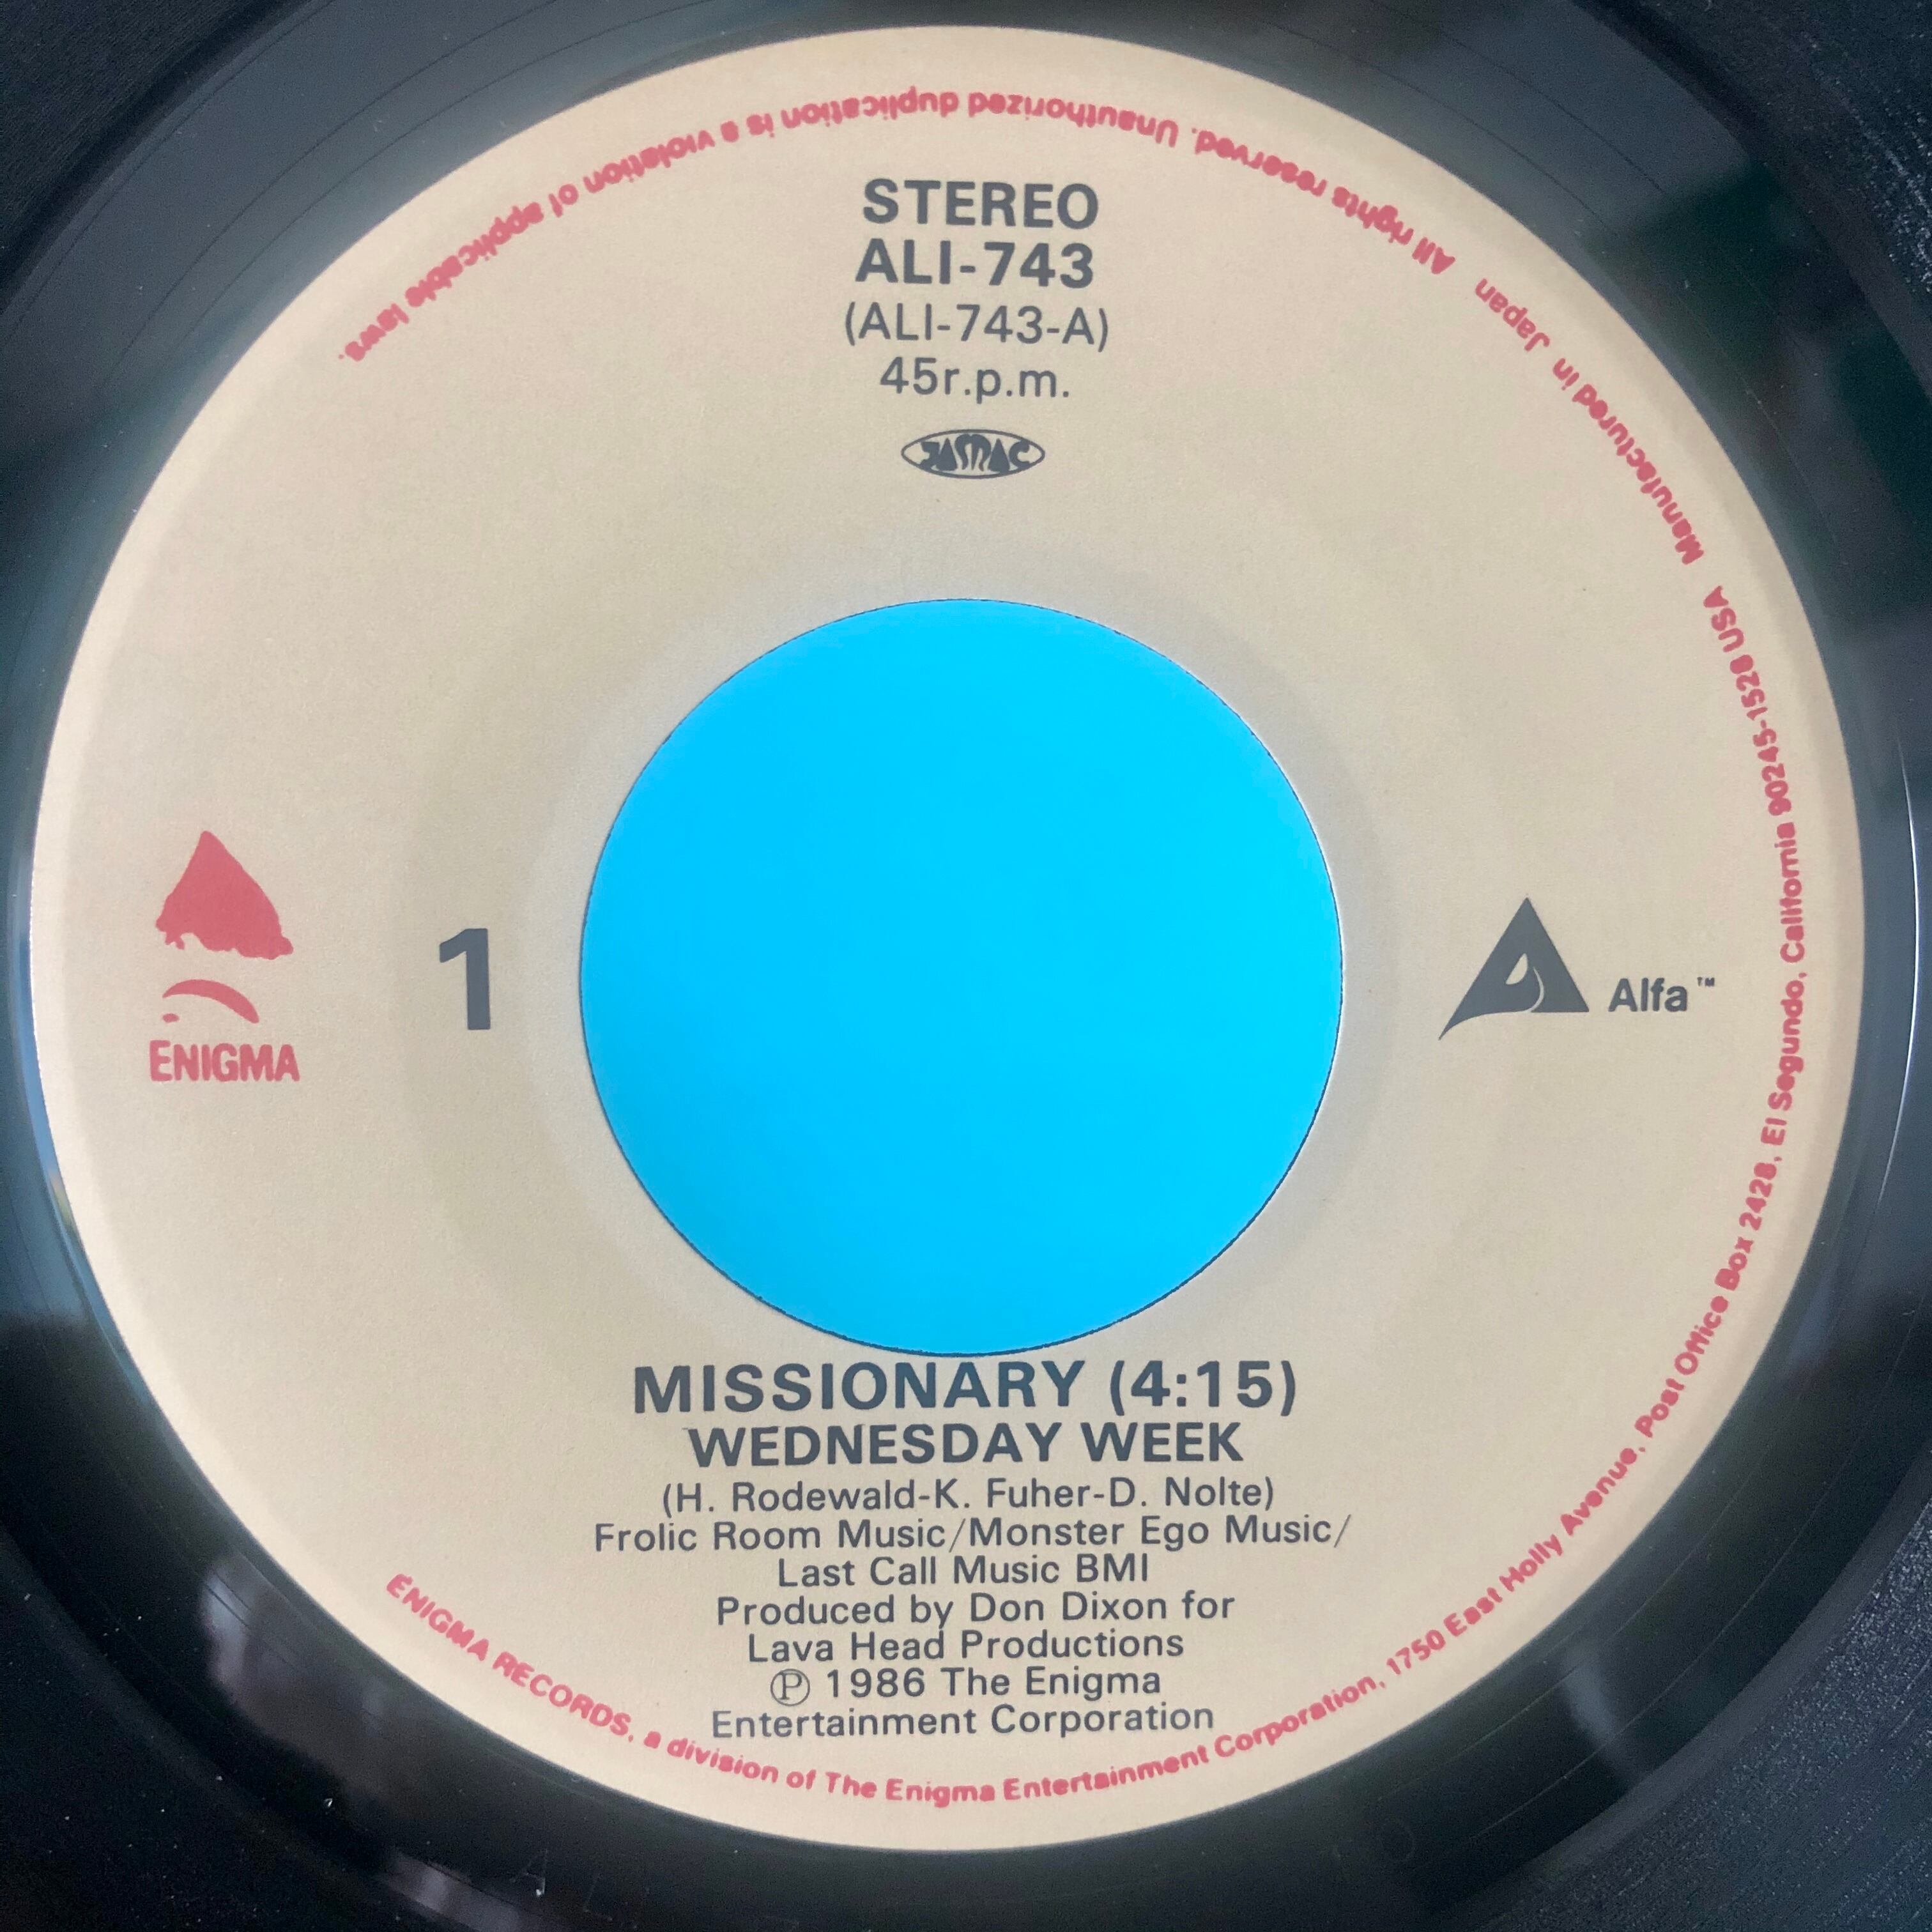 STEREO
ALI-743
(ALI-743-A)
45r.p.m.
JASRAC
ENIGMA
1
Alfa™
MISSIONARY (4:15)
WEDNESDAY WEEK
(H. Rodewald-K. Fuher-D. Nolte)
Frolic Room Music/Monster Ego Music/
Last Call Music BMI
Produced by Don Dixon for
Lava Head Productions
Ⓟ 1986 The Enigma
Entertainment Corporation
ENIGMA RECORDS, a division of The Enigma Entertainment Corporation, 1750 East Holly Avenue, Post Office Box 2428, El Segundo, California 90245-1528 USA Manufactured in Japan All rights reserved. Unauthorized duplication is a violation of applicable laws.